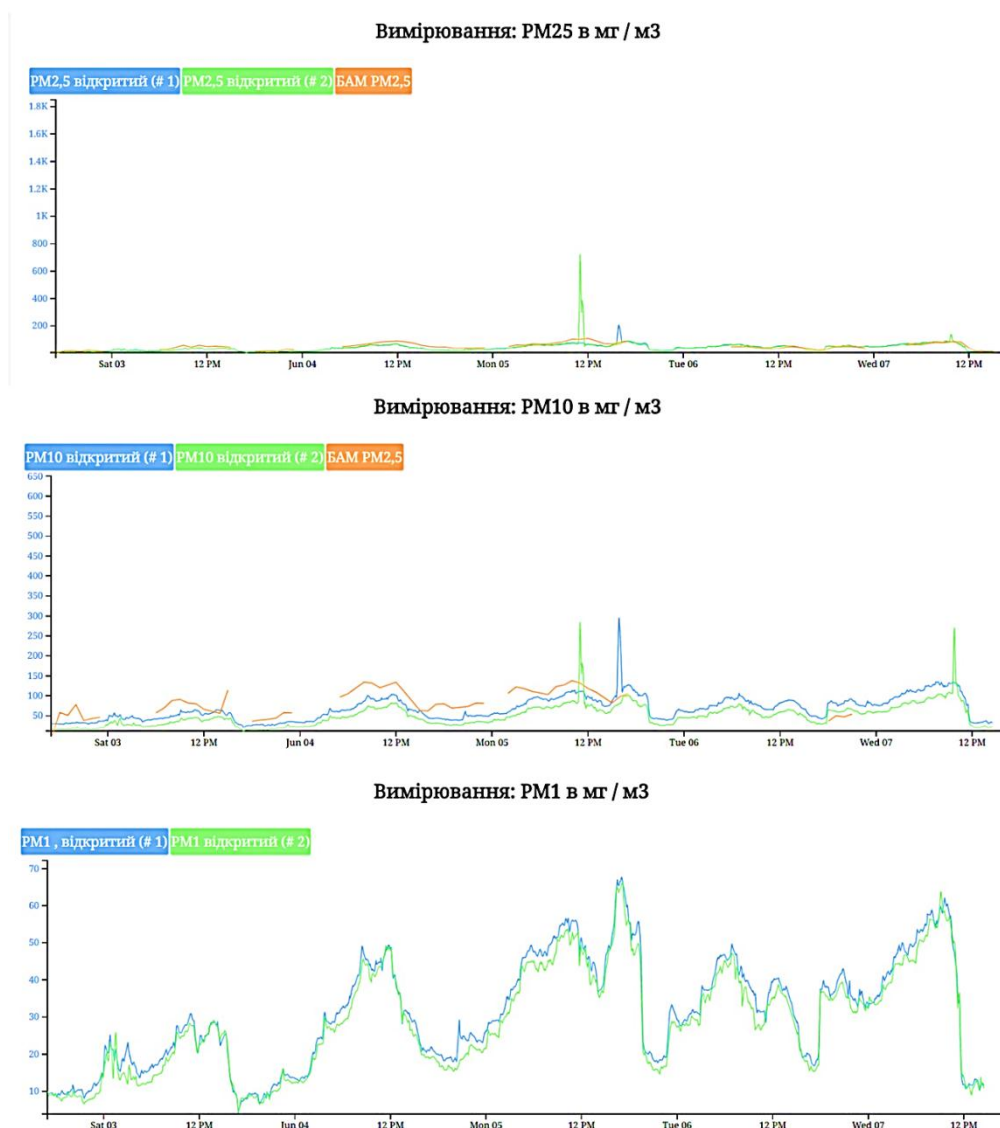 Вимірювання: PM25 в мг / м3
PM2,5 відкритий (# 1) PM2,5 відкритий (# 2) БАМ PM2,5
1.8K
1.6K
1.4K
1.2K
1K
800
600
400
200
Sat 03 12 PM Jun 04 12 PM Mon 05 12 PM Tue 06 12 PM Wed 07 12 PM
Вимірювання: PM10 в мг / м3
PM10 відкритий (# 1) PM10 відкритий (# 2) БАМ PM2,5
650
600
550
500
450
400
350
300
250
200
150
100
50
Sat 03 12 PM Jun 04 12 PM Mon 05 12 PM Tue 06 12 PM Wed 07 12 PM
Вимірювання: PM1 в мг / м3
PM1 , відкритий (# 1) PM1 відкритий (# 2)
70
60
50
40
30
20
10
Sat 03 12 PM Jun 04 12 PM Mon 05 12 PM Tue 06 12 PM Wed 07 12 PM